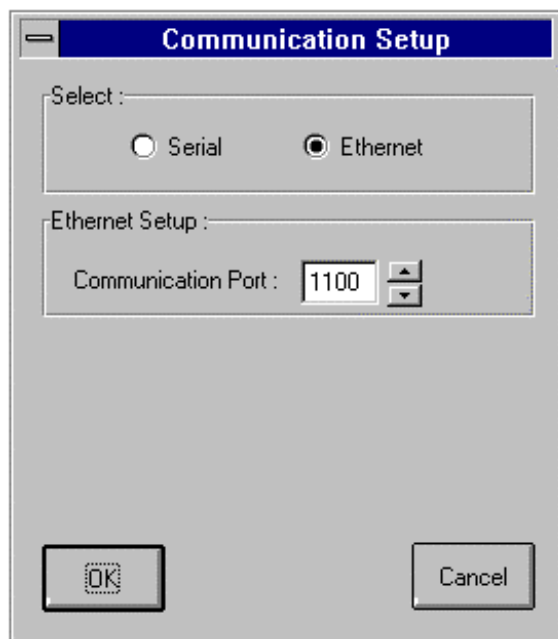 Communication Setup
Select :
Serial Ethernet
Ethernet Setup :
Communication Port : 1100
OK Cancel